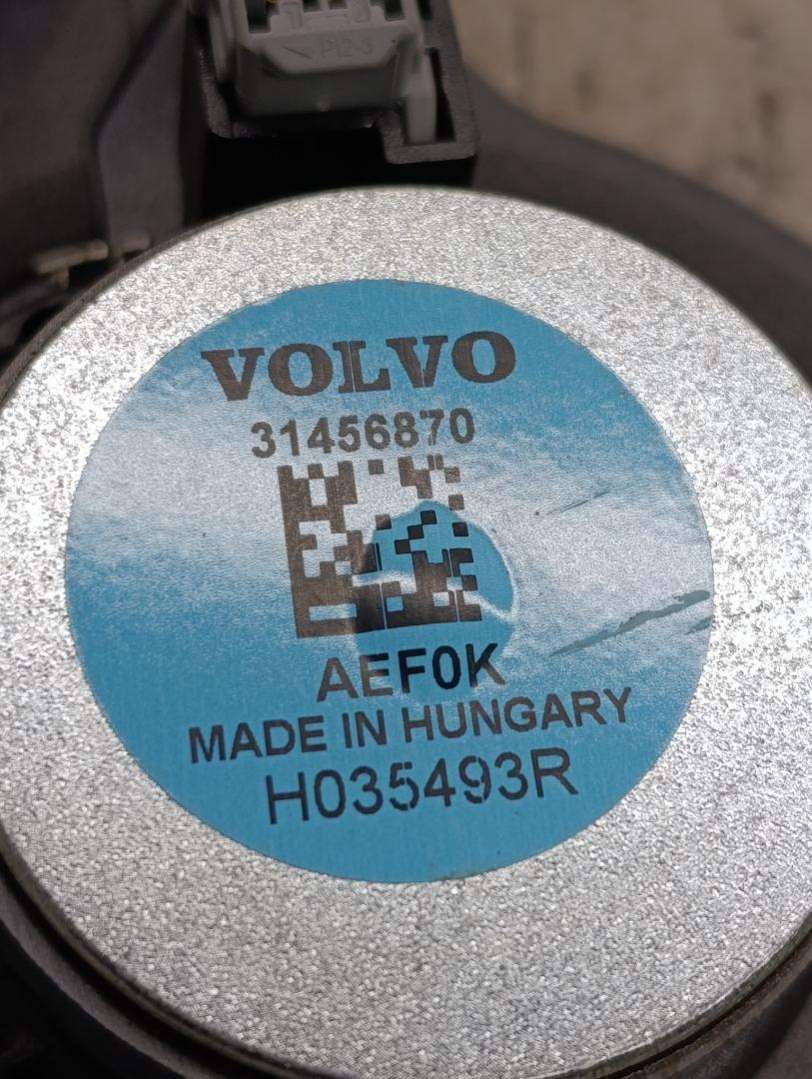 VOLVO
31456870
AEF0K
MADE IN HUNGARY
H035493R